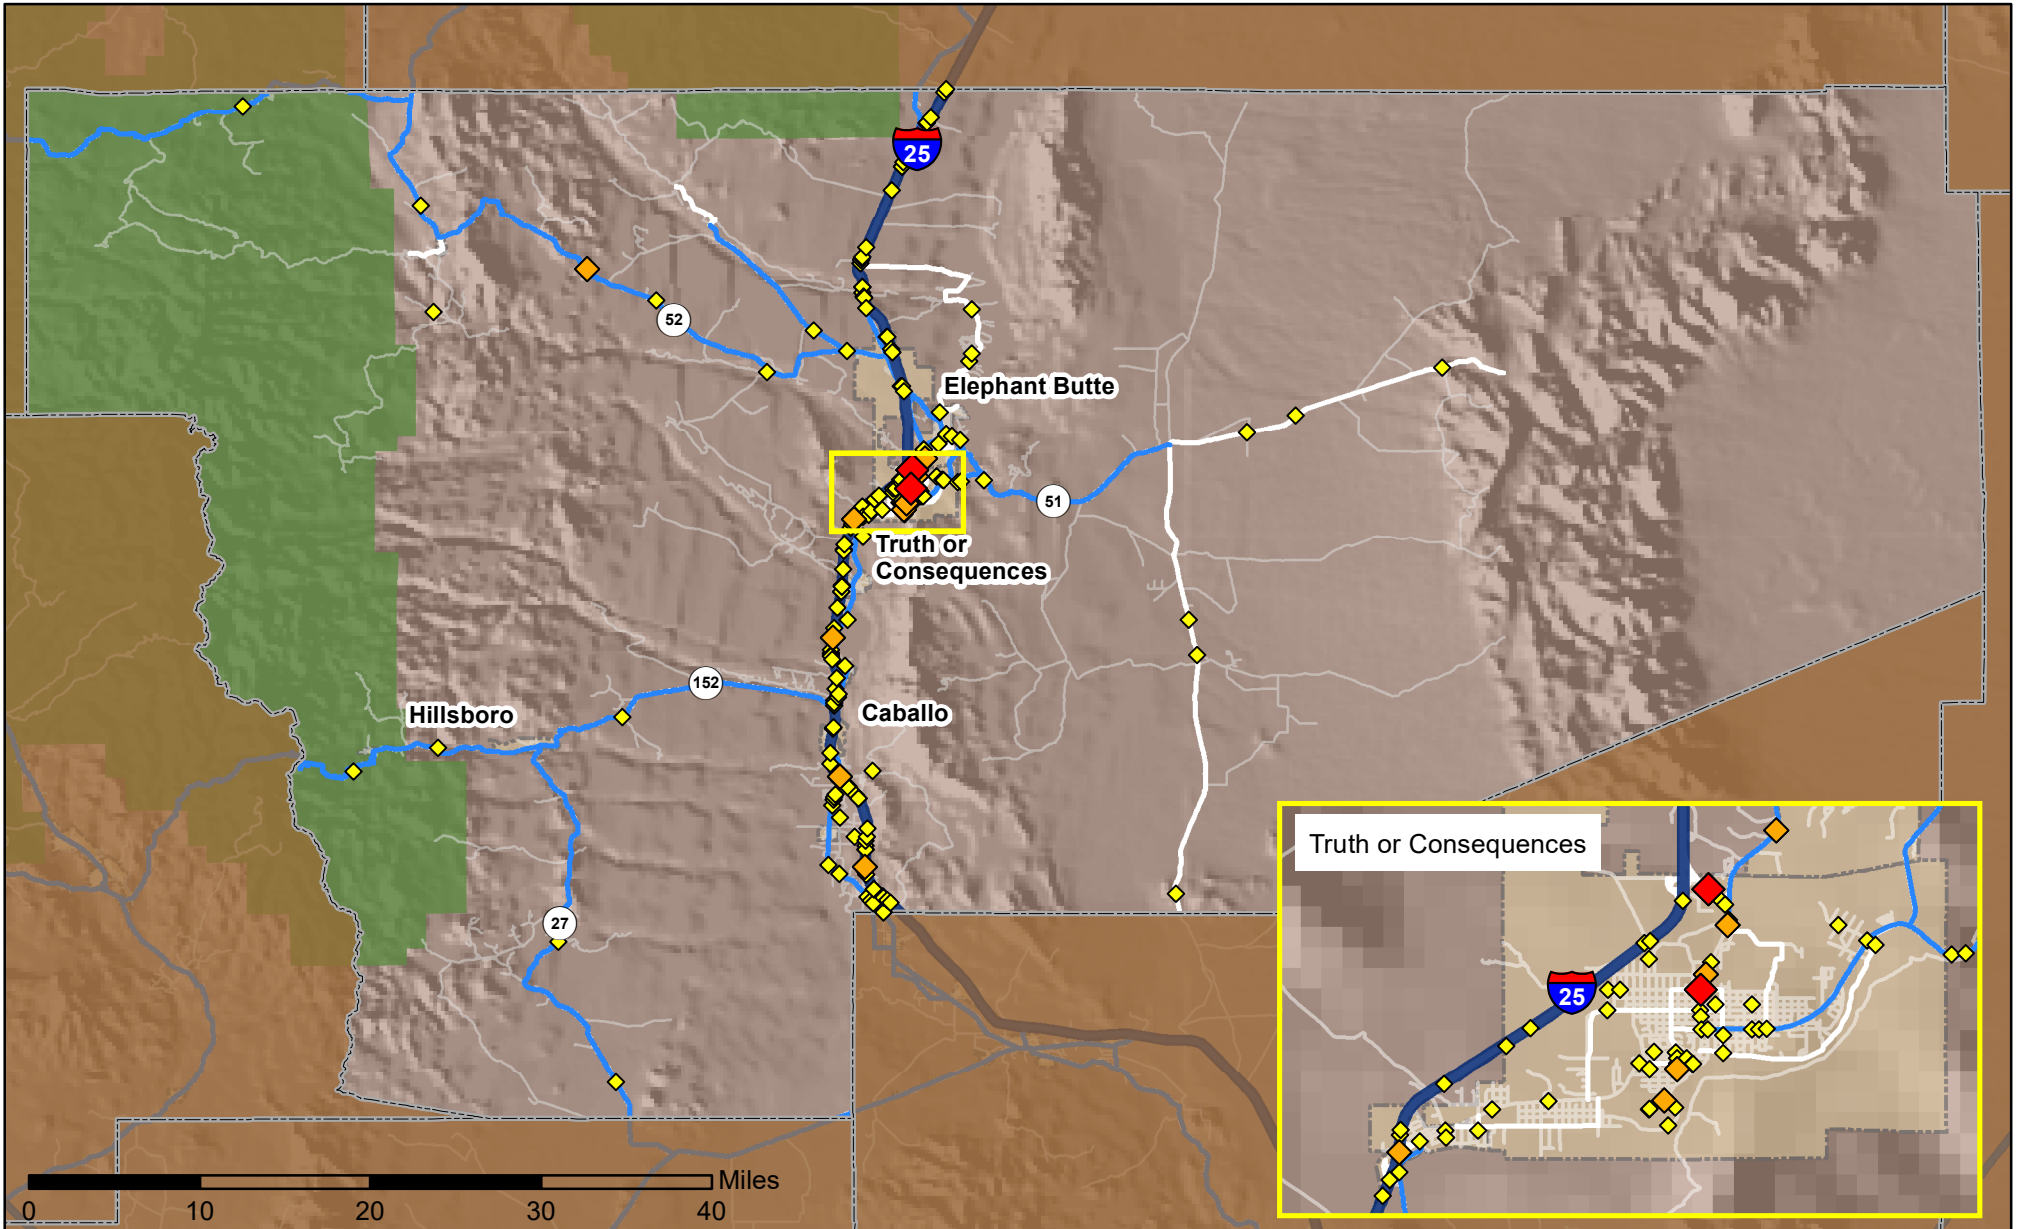 25
52
Elephant Butte
51
Truth or
Consequences
152
Hillsboro
Caballo
Truth or Consequences
27
25
Miles
0 10 20 30 40